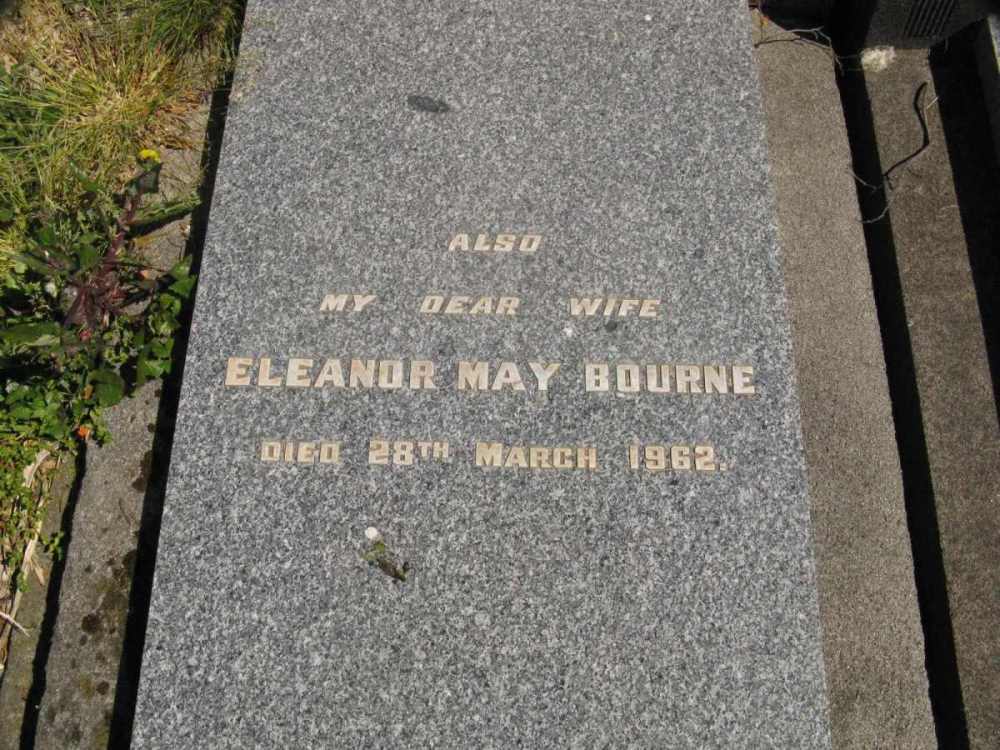 ALSO
MY DEAR WIFE
ELEANOR MAY BOURNE
DIED 28TH MARCH 1962.